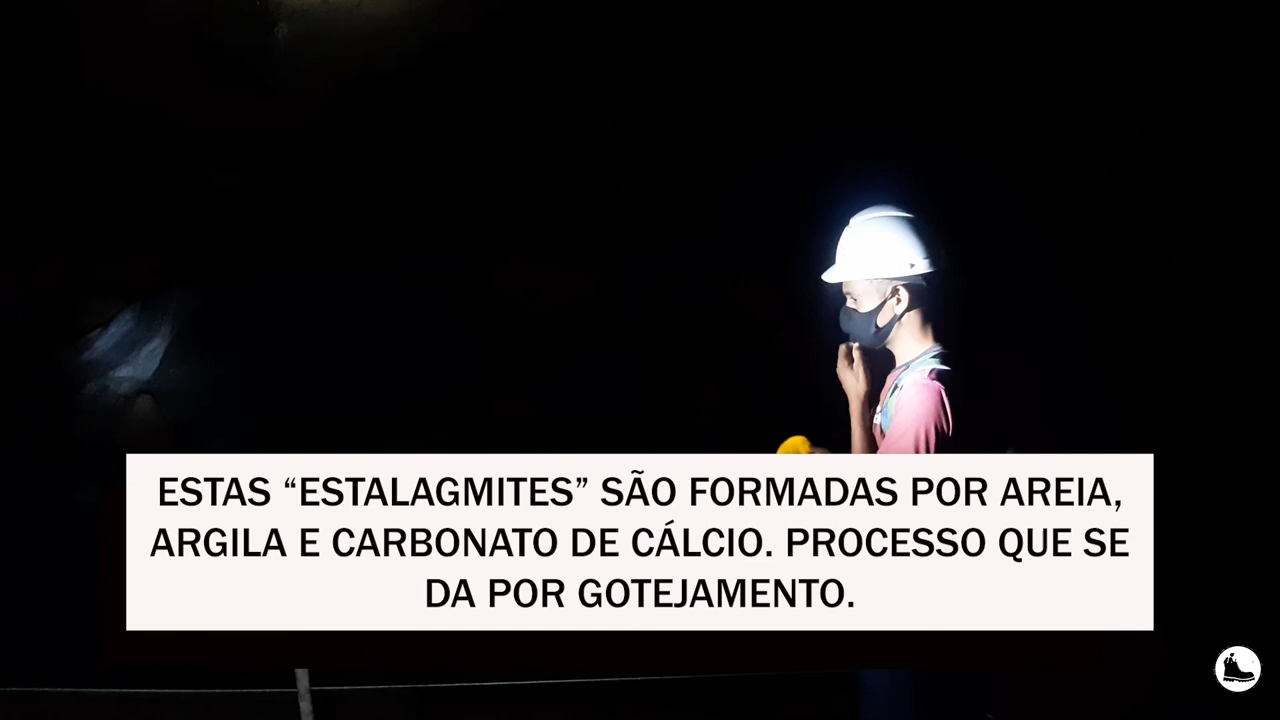 ESTAS “ESTALAGMITES” SÃO FORMADAS POR AREIA,
ARGILA E CARBONATO DE CÁLCIO. PROCESSO QUE SE
DA POR GOTEJAMENTO.